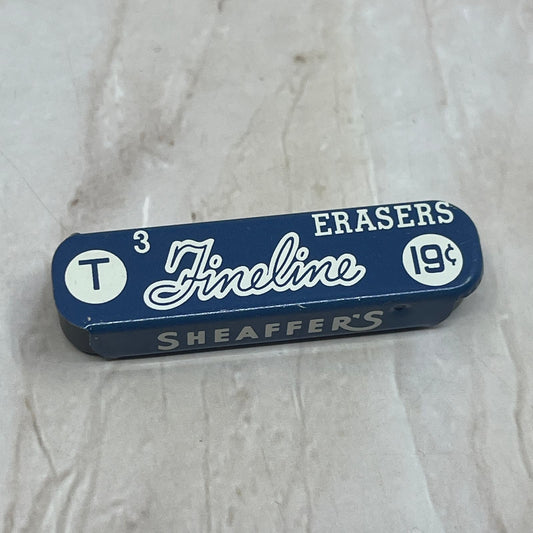 T 3 Fineline ERASERS 19¢
SHEAFFER'S